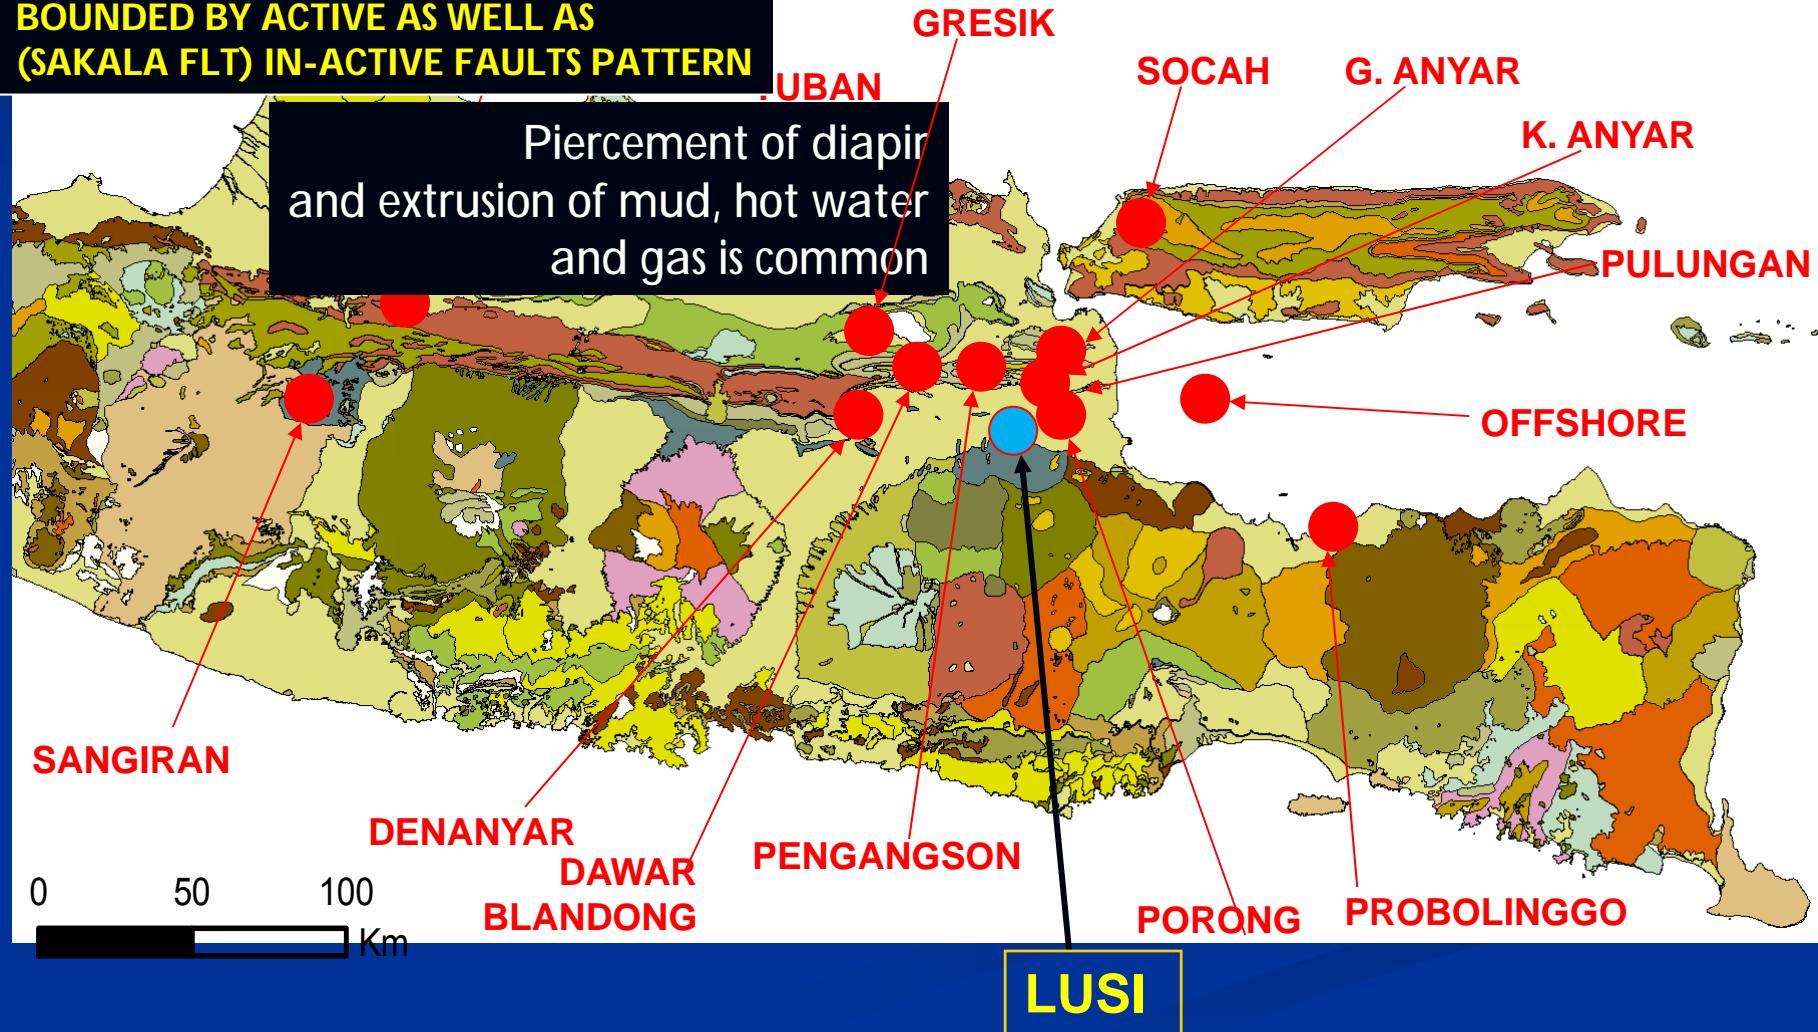 BOUNDED BY ACTIVE AS WELL AS
(SAKALA FLT) IN-ACTIVE FAULTS PATTERN
GRESIK
SOCAH
G. ANYAR
UBAN
Piercement of diapir
and extrusion of mud, hot water
and gas is common
K. ANYAR
PULUNGAN
OFFSHORE
SANGIRAN
DENANYAR
DAWAR
BLANDONG
PENGANGSON
PORONG
PROBOLINGGO
0 50 100
Km
LUSI